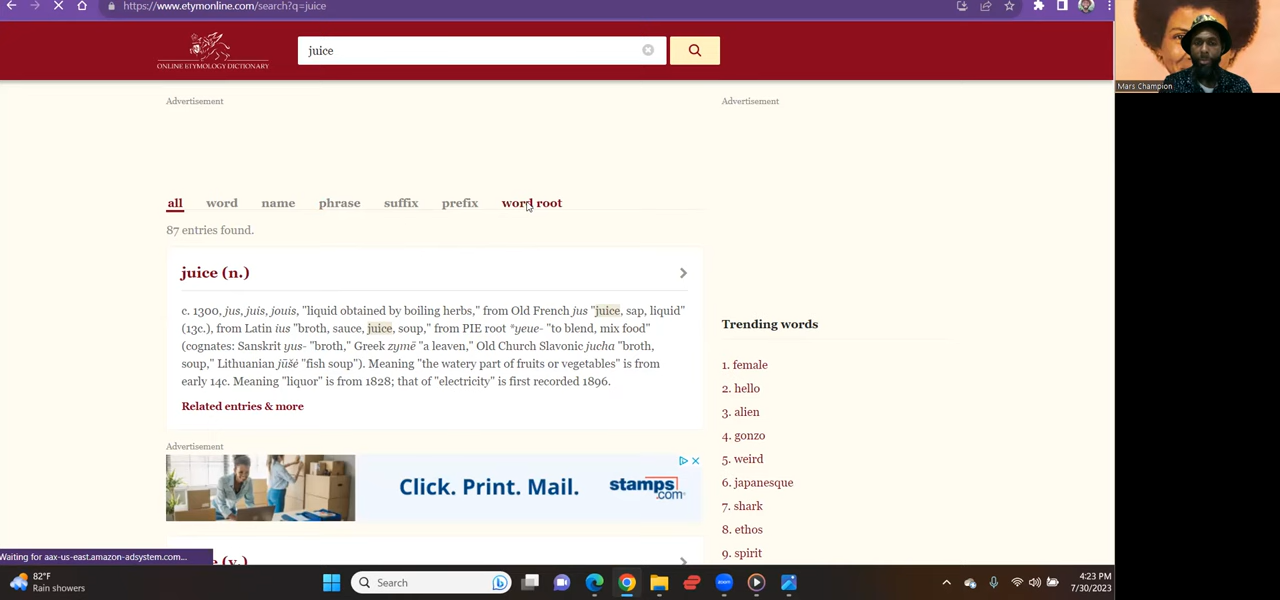 https://www.etymonline.com/search?q=juice
ONLINE ETYMOLOGY DICTIONARY
juice
Mars Champion
Advertisement
Advertisement
all word name phrase suffix prefix word root
87 entries found.
juice (n.)
c. 1300, jus, juis, jouis, "liquid obtained by boiling herbs," from Old French jus "juice, sap, liquid"
(13c.), from Latin ius "broth, sauce, juice, soup," from PIE root *yeue- "to blend, mix food"
(cognates: Sanskrit yus- "broth," Greek zymē "a leaven," Old Church Slavonic jucha "broth,
soup," Lithuanian jūšė "fish soup"). Meaning "the watery part of fruits or vegetables" is from
early 14c. Meaning "liquor" is from 1828; that of "electricity" is first recorded 1896.
Related entries & more
Trending words
1. female
2. hello
3. alien
4. gonzo
5. weird
6. japanesque
7. shark
8. ethos
9. spirit
Advertisement
Click. Print. Mail.
stamps.com
(v.)
Waiting for aax-us-east.amazon-adsystem.com...
82°F
Rain showers
Search
zoom
4:23 PM
7/30/2023